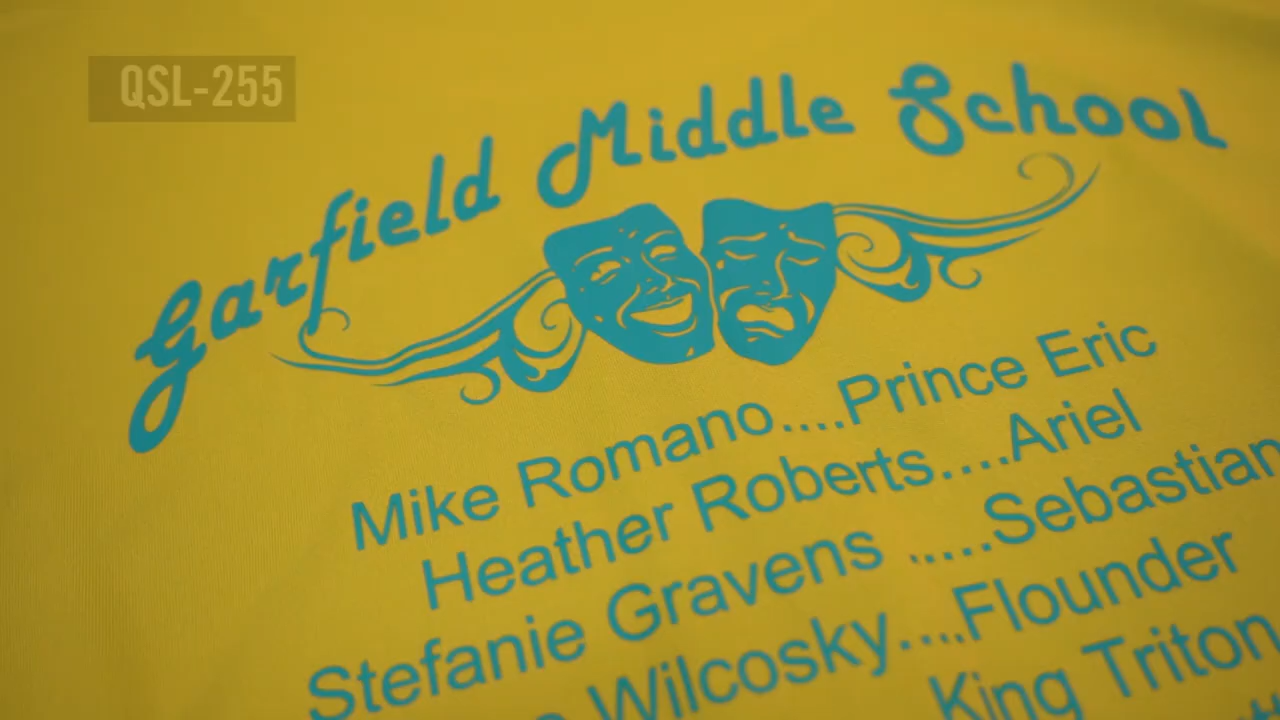 QSL-255
Garfield Middle School
Mike Romano....Prince Eric
Heather Roberts....Ariel
Stefanie Gravens .....Sebastian
Wilcosky....Flounder
King Triton